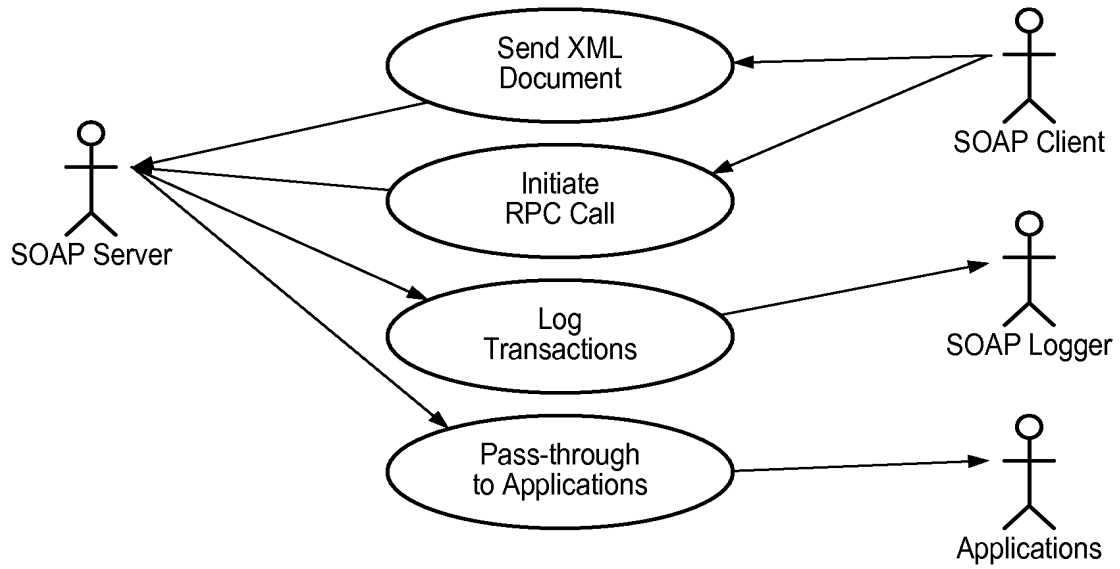 Send XML
Document
SOAP Client
SOAP Server
Initiate
RPC Call
Log
Transactions
SOAP Logger
Pass-through
to Applications
Applications